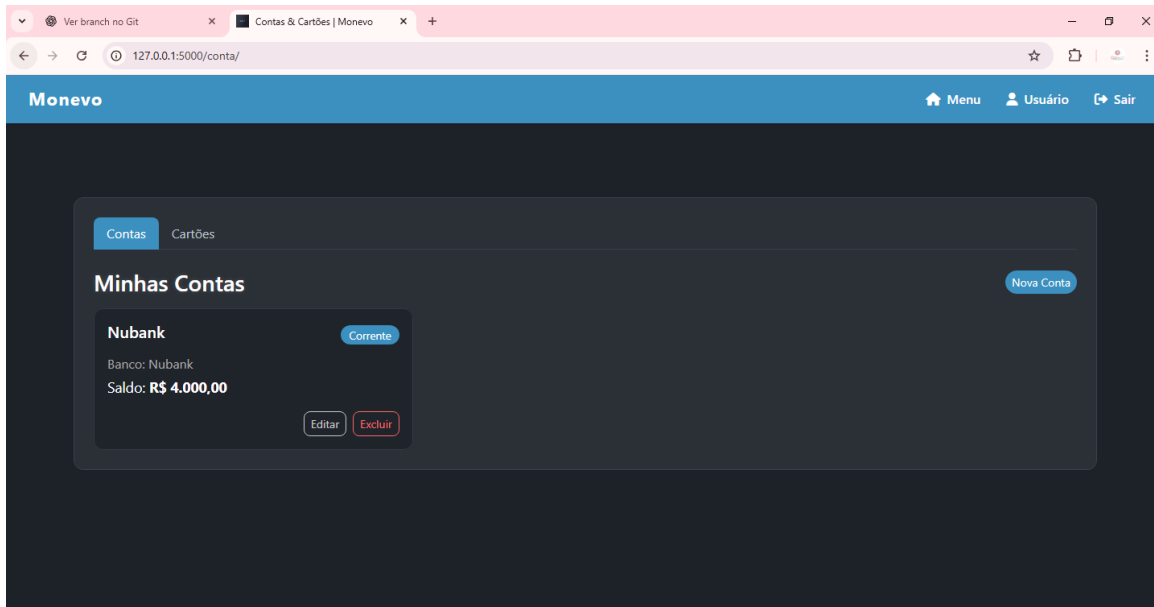 Ver branch no Git
Contas & Cartões | Monevo
127.0.0.1:5000/conta/
Monevo
Menu
Usuário
Sair
Contas
Cartões
Minhas Contas
Nova Conta
Nubank
Corrente
Banco: Nubank
Saldo: R$ 4.000,00
Editar
Excluir